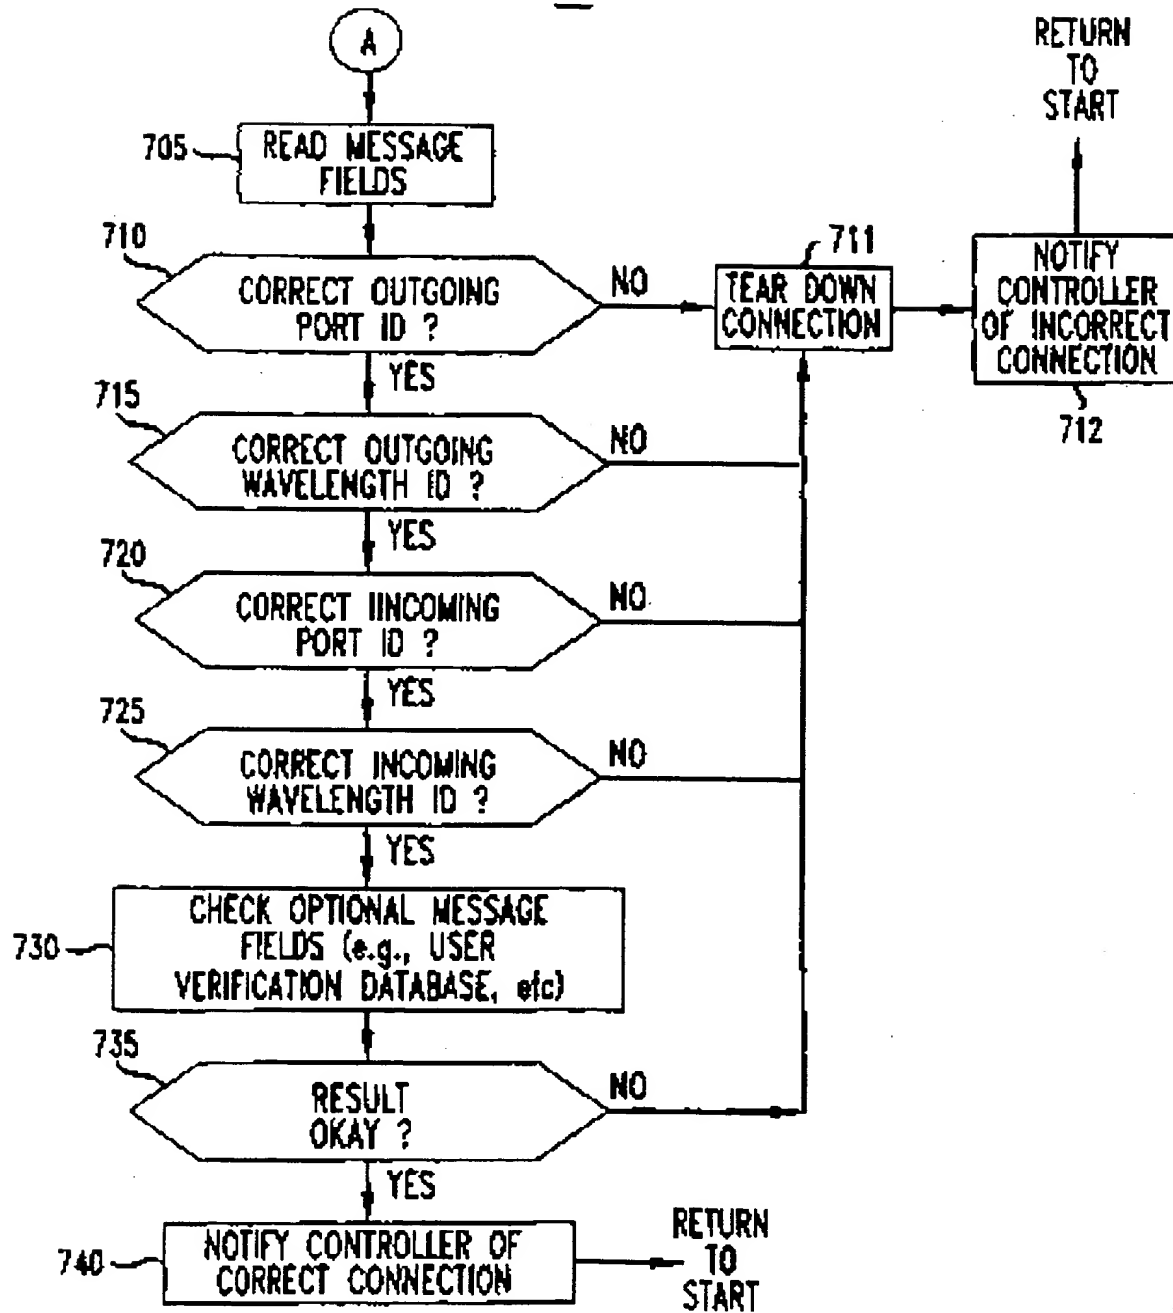 A
RETURN
TO
START
705
READ MESSAGE
FIELDS
710
CORRECT OUTGOING
PORT ID ?
NO
711
TEAR DOWN
CONNECTION
NOTIFY
CONTROLLER
OF INCORRECT
CONNECTION
712
YES
715
CORRECT OUTGOING
WAVELENGTH ID ?
NO
YES
720
CORRECT IINCOMING
PORT ID ?
NO
YES
725
CORRECT INCOMING
WAVELENGTH ID ?
NO
YES
730
CHECK OPTIONAL MESSAGE
FIELDS (e.g., USER
VERIFICATION DATABASE, etc)
735
RESULT
OKAY ?
NO
YES
740
NOTIFY CONTROLLER OF
CORRECT CONNECTION
RETURN
TO
START